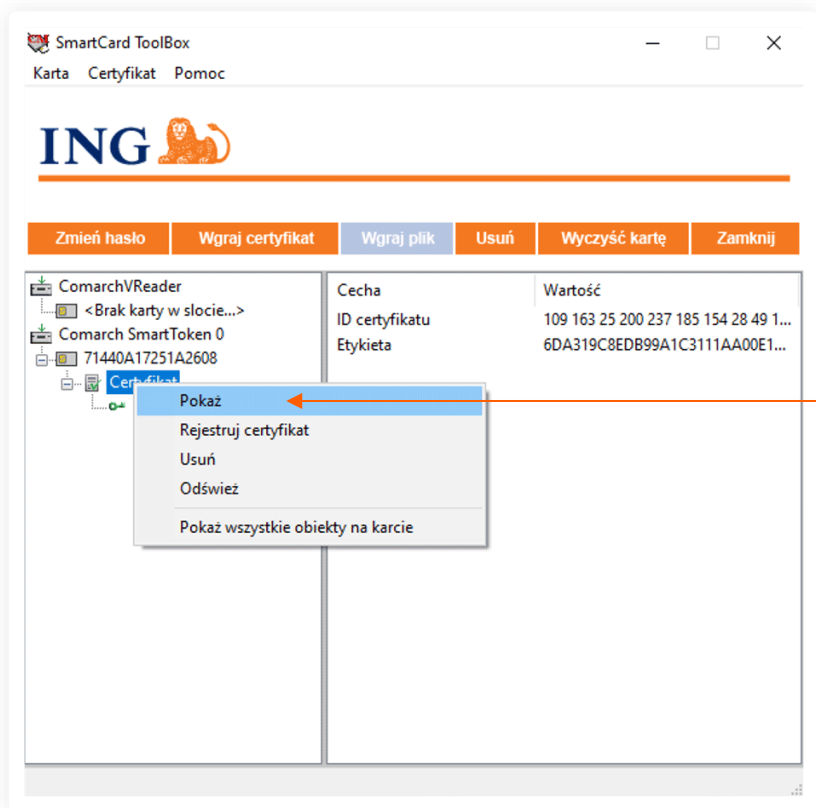 SmartCard ToolBox
Karta Certyfikat Pomoc
ING
Zmień hasło Wgraj certyfikat Wgraj plik Usuń Wyczyść kartę Zamknij
ComarchVReader
<Brak karty w slocie...>
Comarch SmartToken 0
71440A17251A2608
Certyfikat
Cecha Wartość
ID certyfikatu 109 163 25 200 237 185 154 28 49 1...
Etykieta 6DA319C8EDB99A1C3111AA00E1...
Pokaż
Rejestruj certyfikat
Usuń
Odśwież
Pokaż wszystkie obiekty na karcie